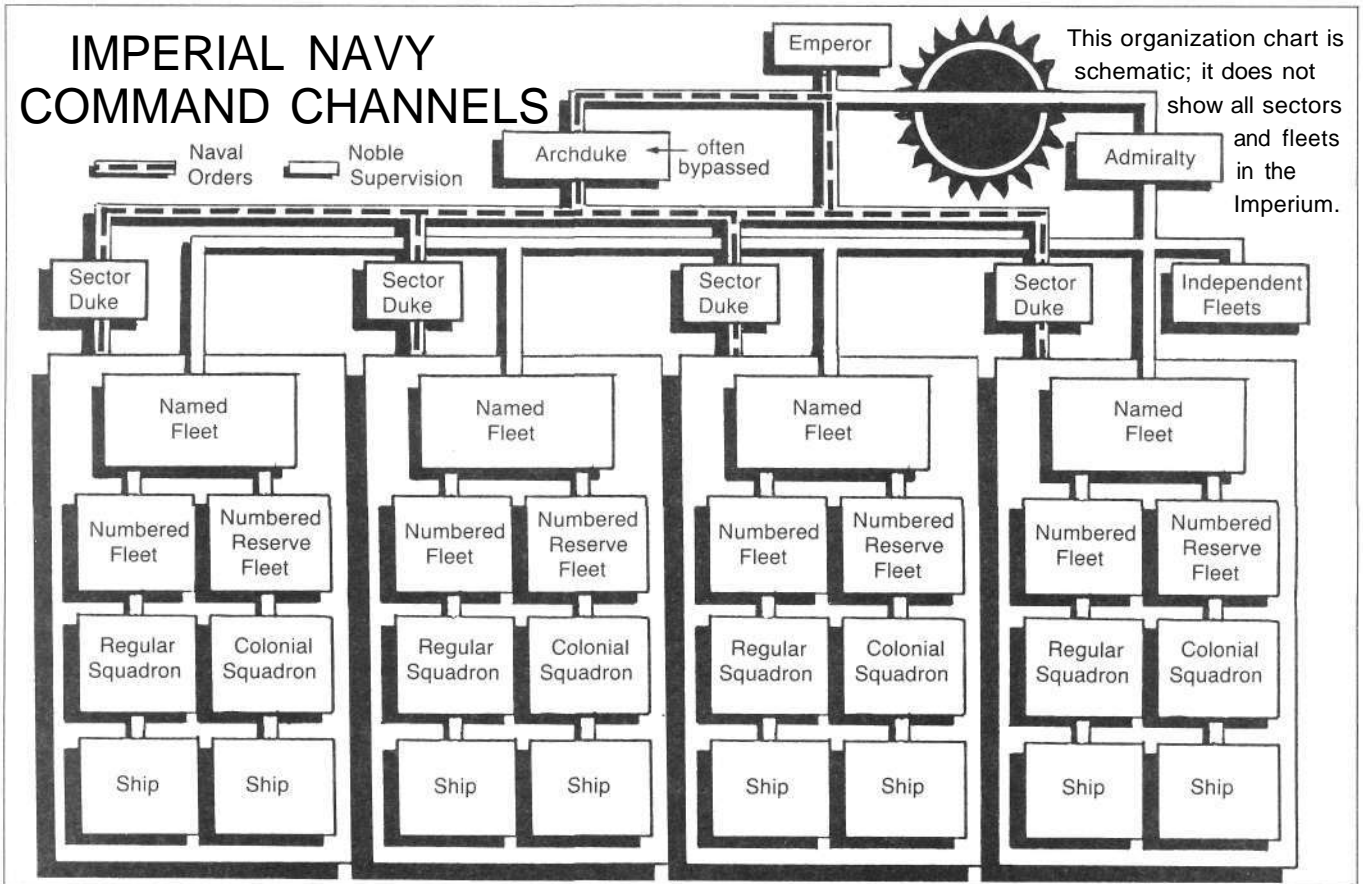 IMPERIAL NAVY
COMMAND CHANNELS
Naval
Orders
Noble
Supervision
Emperor
This organization chart is
schematic; it does not
show all sectors
and fleets
in the
Imperium.
Archduke
often
bypassed
Admiralty
Sector
Duke
Sector
Duke
Sector
Duke
Sector
Duke
Independent
Fleets
Named
Fleet
Numbered
Fleet
Numbered
Reserve
Fleet
Regular
Squadron
Colonial
Squadron
Ship
Ship
Named
Fleet
Numbered
Fleet
Numbered
Reserve
Fleet
Regular
Squadron
Colonial
Squadron
Ship
Ship
Named
Fleet
Numbered
Fleet
Numbered
Reserve
Fleet
Regular
Squadron
Colonial
Squadron
Ship
Ship
Named
Fleet
Numbered
Fleet
Numbered
Reserve
Fleet
Regular
Squadron
Colonial
Squadron
Ship
Ship